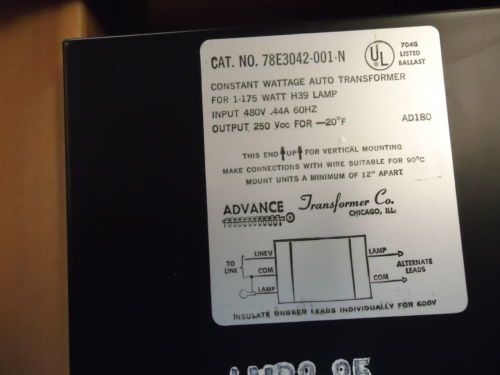 CAT. NO. 78E3042-001-N
UL
704G
LISTED
BALLAST
CONSTANT WATTAGE AUTO TRANSFORMER
FOR 1-175 WATT H39 LAMP
INPUT 480V .44A 60HZ
OUTPUT 250 Voc FOR —20°F
AD180
THIS END UP FOR VERTICAL MOUNTING
MAKE CONNECTIONS WITH WIRE SUITABLE FOR 90°C
MOUNT UNITS A MINIMUM OF 12" APART.
ADVANCE Transformer Co.
CHICAGO, ILL.
TO
LINE
LINEV
COM
LAMP
LAMP
COM
ALTERNATE
LEADS
INSULATE UNUSED LEADS INDIVIDUALLY FOR 600V